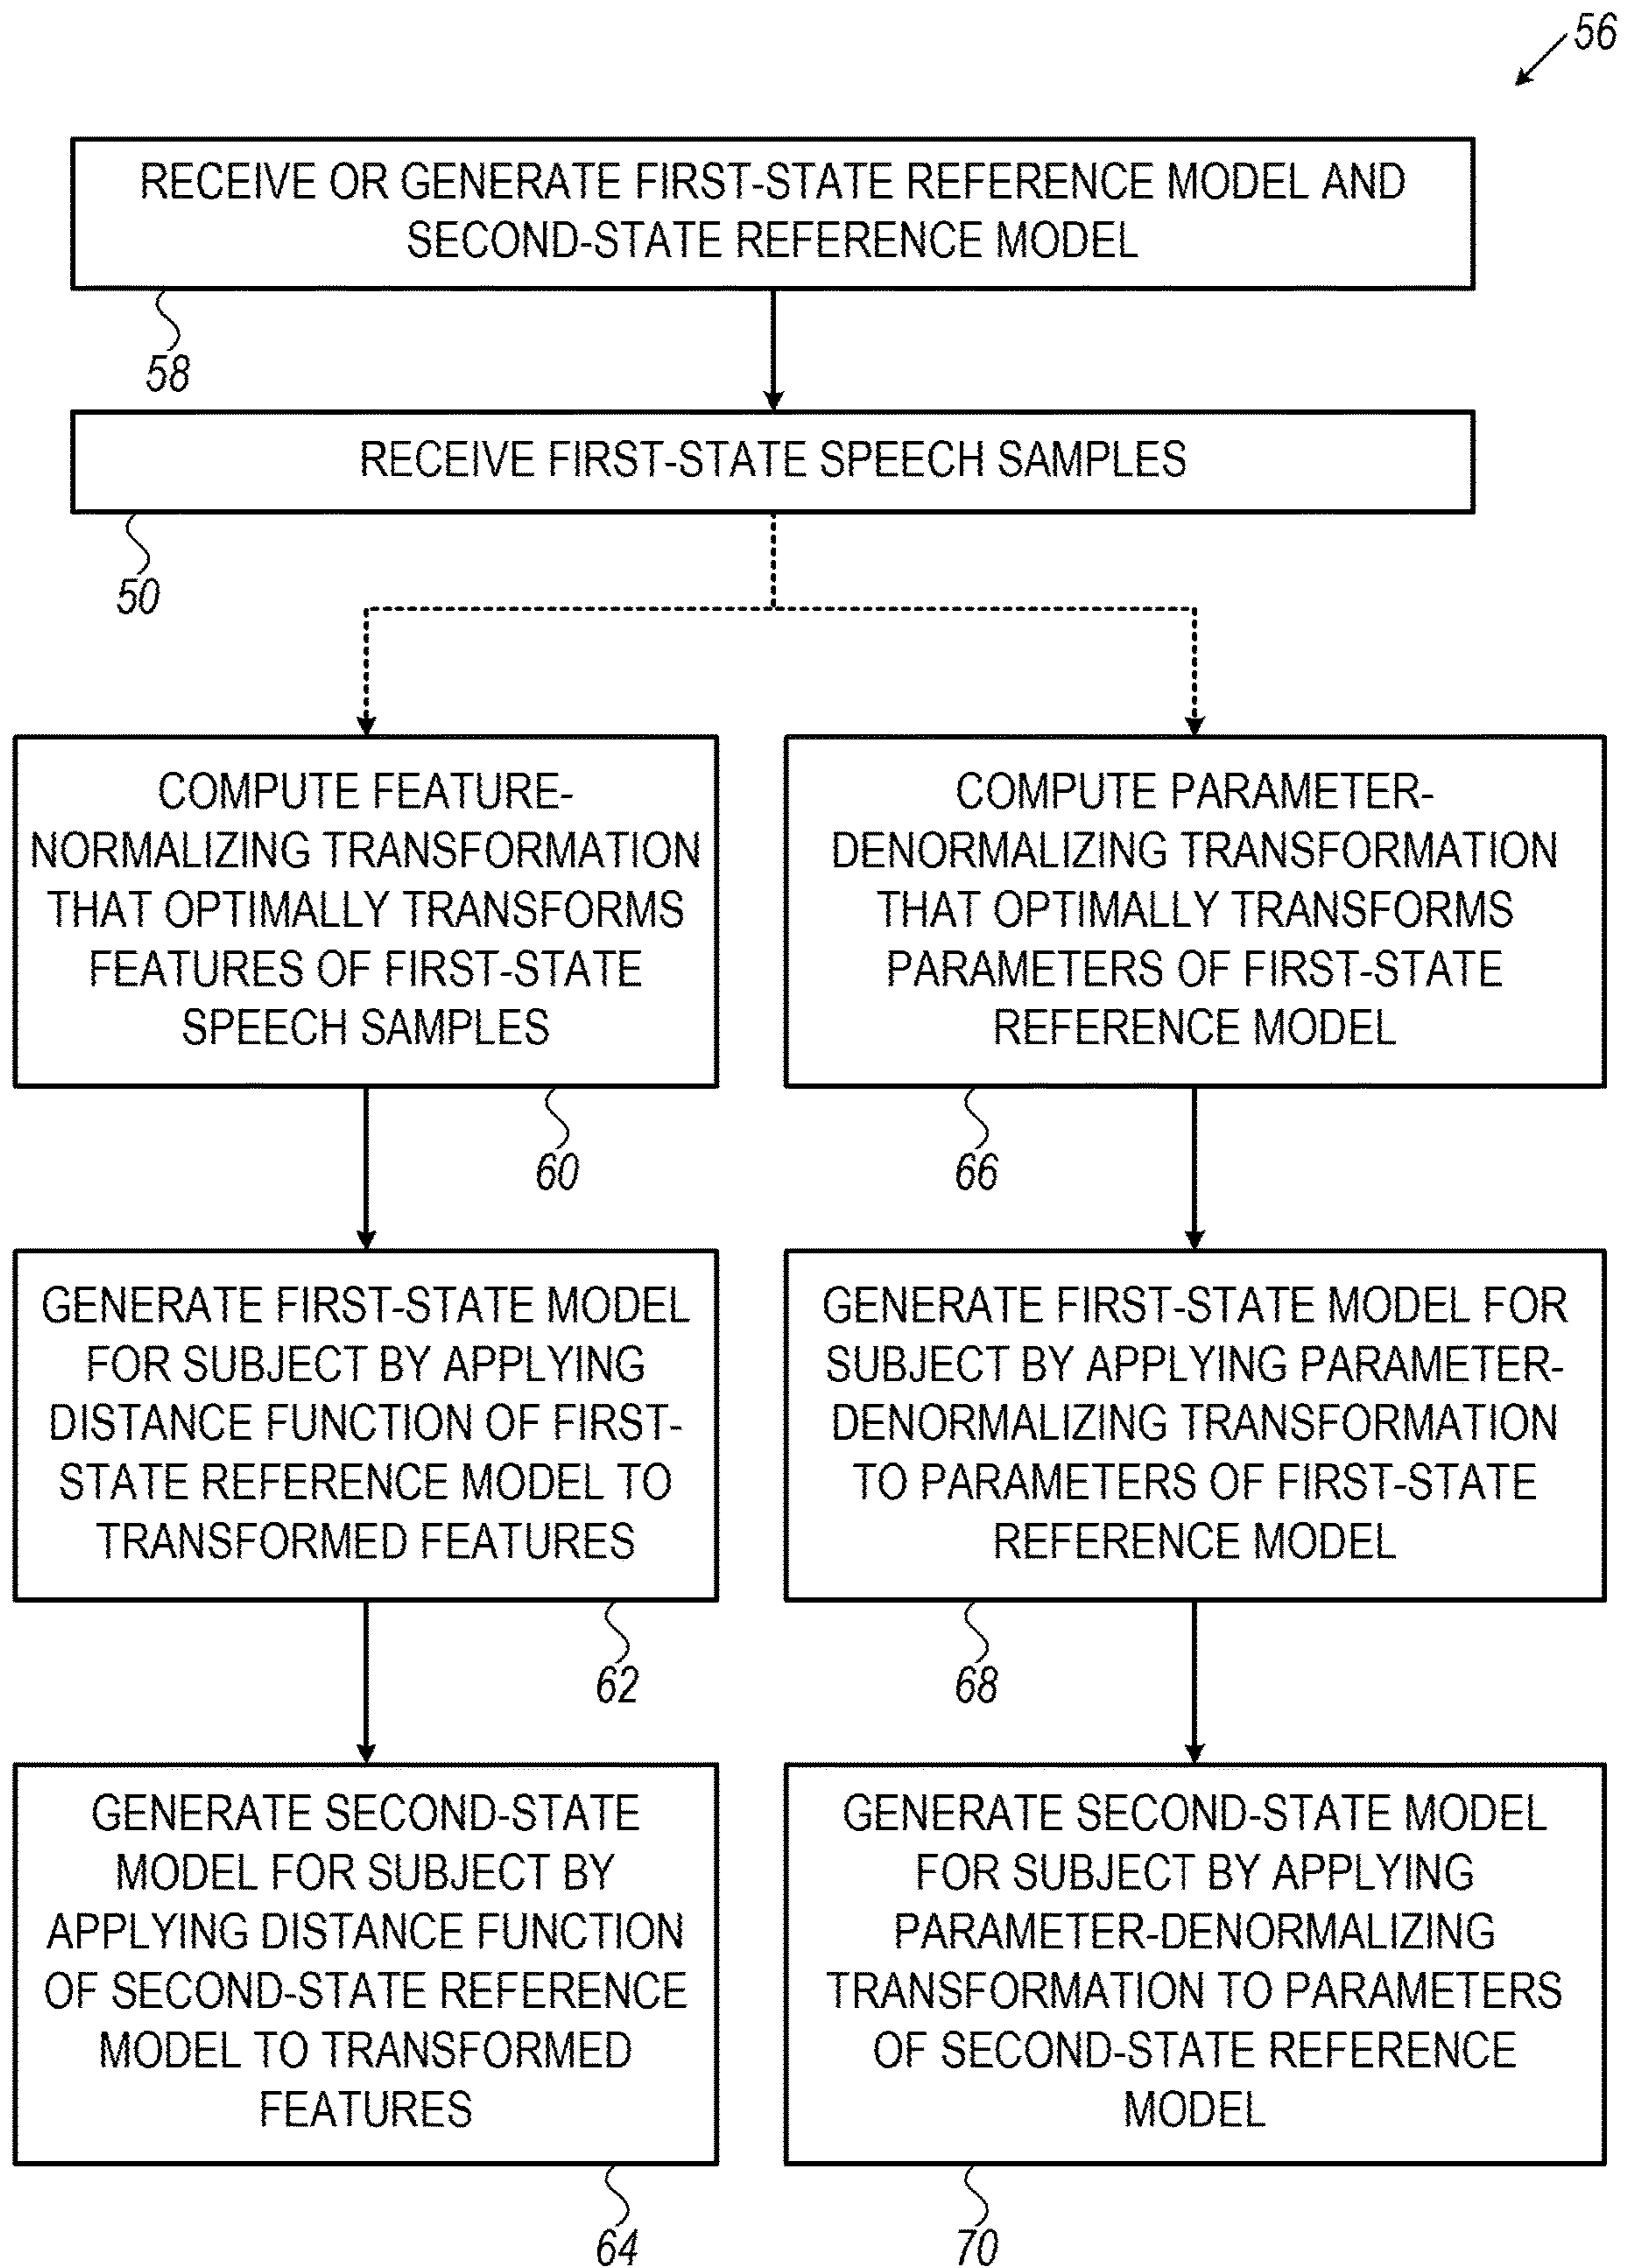 56
RECEIVE OR GENERATE FIRST-STATE REFERENCE MODEL AND
SECOND-STATE REFERENCE MODEL
58
RECEIVE FIRST-STATE SPEECH SAMPLES
50
COMPUTE FEATURE-
NORMALIZING TRANSFORMATION
THAT OPTIMALLY TRANSFORMS
FEATURES OF FIRST-STATE
SPEECH SAMPLES
60
COMPUTE PARAMETER-
DENORMALIZING TRANSFORMATION
THAT OPTIMALLY TRANSFORMS
PARAMETERS OF FIRST-STATE
REFERENCE MODEL
66
GENERATE FIRST-STATE MODEL
FOR SUBJECT BY APPLYING
DISTANCE FUNCTION OF FIRST-
STATE REFERENCE MODEL TO
TRANSFORMED FEATURES
62
GENERATE FIRST-STATE MODEL FOR
SUBJECT BY APPLYING PARAMETER-
DENORMALIZING TRANSFORMATION
TO PARAMETERS OF FIRST-STATE
REFERENCE MODEL
68
GENERATE SECOND-STATE
MODEL FOR SUBJECT BY
APPLYING DISTANCE FUNCTION
OF SECOND-STATE REFERENCE
MODEL TO TRANSFORMED
FEATURES
64
GENERATE SECOND-STATE MODEL
FOR SUBJECT BY APPLYING
PARAMETER-DENORMALIZING
TRANSFORMATION TO PARAMETERS
OF SECOND-STATE REFERENCE
MODEL
70